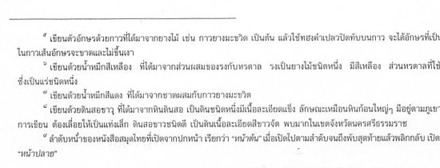 ๕ เขียนตัวอักษรด้วยกาวที่ได้มาจากยางไม้ เช่น กาวยางมะขวิด เป็นต้น แล้วใช้ทองคำเปลวปิดทับบนกาว จะได้อักษรที่เป็น
ในกาวเส้นอักษรจะขาดและไม่ขึ้นเงา
๖ เขียนด้วยน้ำหมึกสีเหลือง ที่ได้มาจากส่วนผสมของรงกับหรดาล รงเป็นยางไม้ชนิดหนึ่ง มีสีเหลือง ส่วนหรดาลที่ใช้
ซึ่งเป็นแร่ชนิดหนึ่ง
เขียนด้วยน้ำหมึกสีแดง ที่ได้มาจากชาดผสมกับกาวยางมะขวิด
เขียนด้วยดินสอขาวุ ที่ได้มาจากหินดินสอ เป็นดินชนิดหนึ่งมีเนื้อละเอียดแข็ง ลักษณะเหมือนหินก้อนใหญ่ๆ มีอยู่ตามภูเขา
การเขียน ต้องเลื่อยให้เป็นแท่งเล็ก ดินสอขาวชนิดดี เป็นดินเนื้อละเอียดสีขาวจัด พบมากในเขตจังหวัดนครศรีธรรมราช
ลำดับหน้าของหนังสือสมุดไทยที่เปิดจากปกหน้า เรียกว่า "หน้าต้น" เมื่อเปิดไปตามลำดับจนถึงพับสุดท้ายแล้วพลิกกลับ เปิด
"หน้าปลาย"